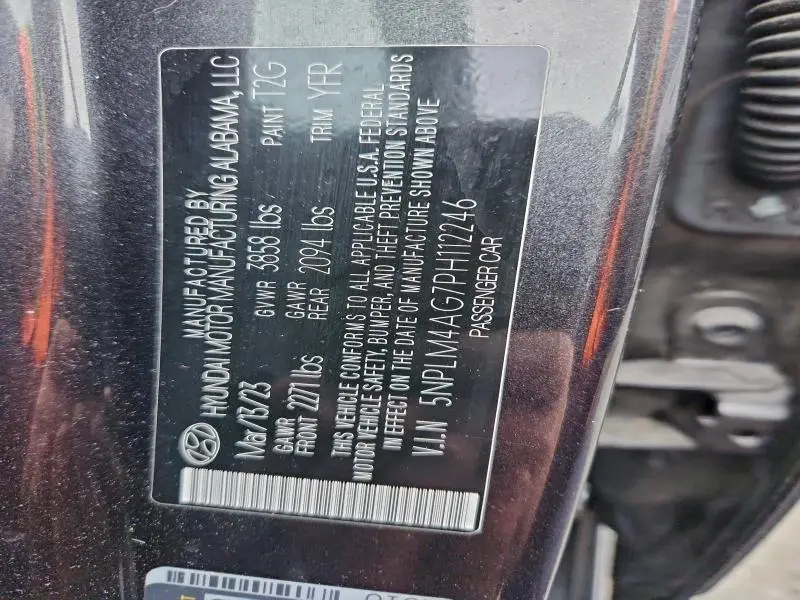 MANUFACTURED BY
HYUNDAI MOTOR MANUFACTURING ALABAMA, LLC
Mar/13/23 GVWR 3858 lbs PAINT T2G
GAWR FRONT 2271 lbs GAWR REAR 2094 lbs TRIM YFR
THIS VEHICLE CONFORMS TO ALL APPLICABLE U.S.A. FEDERAL
MOTOR VEHICLE SAFETY, BUMPER, AND THEFT PREVENTION STANDARDS
IN EFFECT ON THE DATE OF MANUFACTURE SHOWN ABOVE
V.I.N 5NPLM4AG7PH112246
PASSENGER CAR